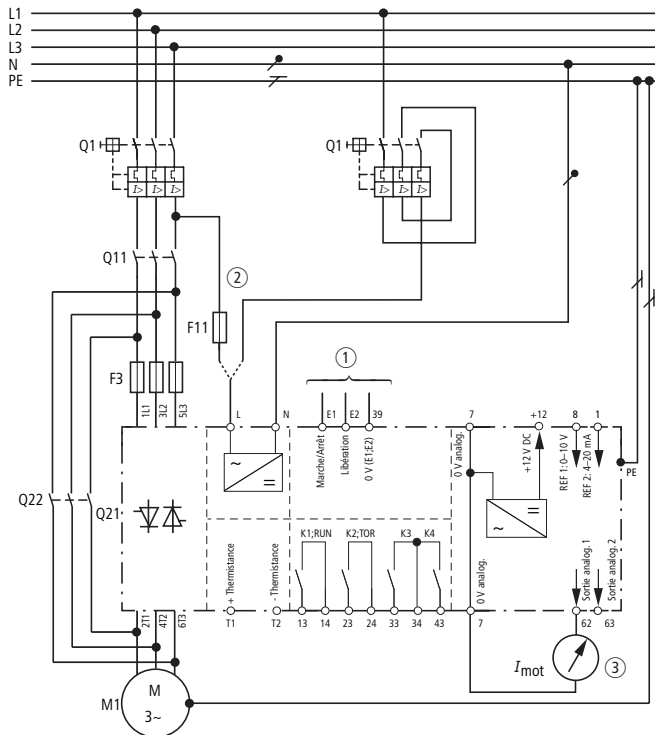 L1
L2
L3
N
PE
Q1
I> I> I>
Q1
I> I> I>
Q11
②
F11
①
F3
1L1
3L2
5L3
L
N
E1
E2
39
7
+12
8
1
Marche/Arrêt
Libération
0 V (E1;E2)
0 V analog.
+12 V DC
REF 1: 0–10 V
REF 2: 4–20 mA
PE
~
=
=
~
Q22
Q21
+ Thermistance
- Thermistance
K1;RUN
K2;TOR
K3
K4
0 V analog.
Sortie analog.1
Sortie analog.2
2T1
4T2
6T3
T1
T2
13
14
23
24
33
34
43
7
62
63
Imot
③
M1
M
3~